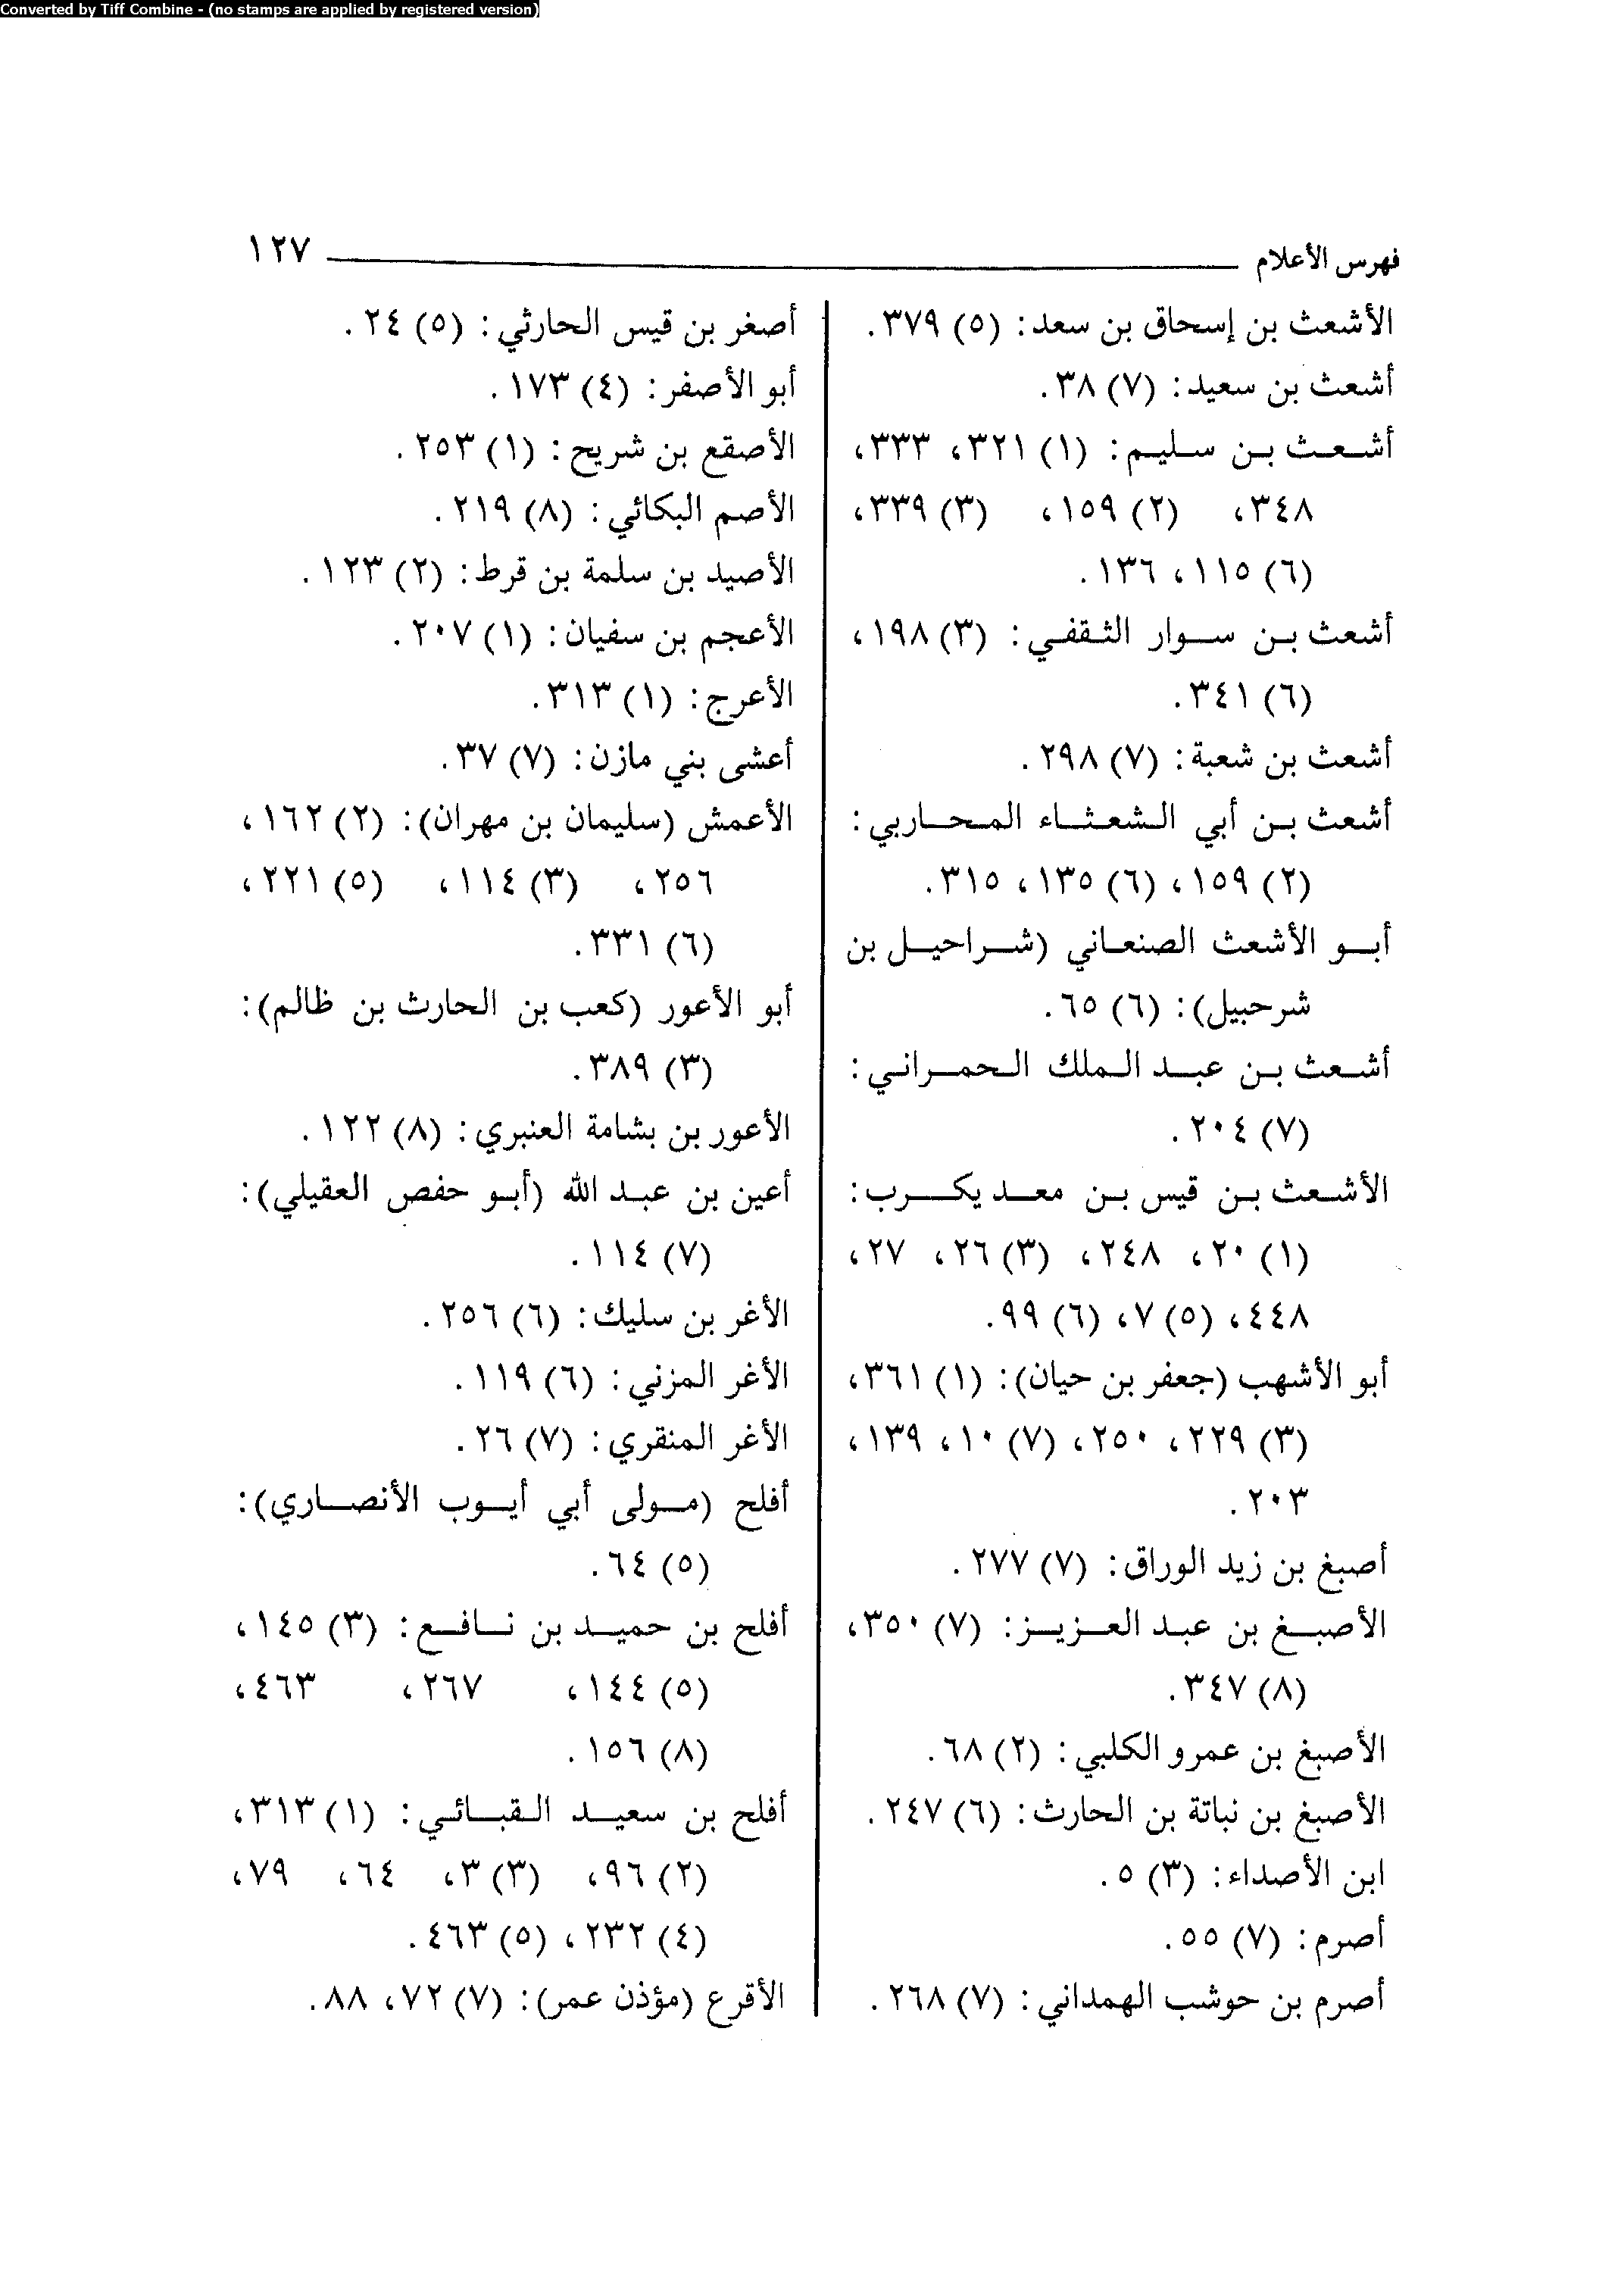 Converted by Tiff Combine - (no stamps are applied by registered version)
فهرس الأعلام ١٢٧
الأشعث بن إسحاق بن سعد: (٥) ٣٧٩.
أشعث بن سعيد: (٧) ٣٨.
أشعث بن سليم: (١) ٣٢١، ٣٣٣،
٣٤٨، (٢) ١٥٩، (٣) ٣٣٩،
(٦) ١١٥، ١٣٦.
أشعث بن سوار الثقفي: (٣) ١٩٨،
(٦) ٣٤١.
أشعث بن شعبة: (٧) ٢٩٨.
أشعث بن أبي الشعثاء المحاربي:
(٢) ١٥٩، (٦) ١٣٥، ٣١٥.
أبو الأشعث الصنعاني (شراحيل بن
شرحبيل): (٦) ٦٥.
أشعث بن عبد الملك الحمراني:
(٧) ٢٠٤.
الأشعث بن قيس بن معد يكرب:
(١) ٢٠، ٢٤٨، (٣) ٢٦، ٢٧،
٤٤٨، (٥) ٧، (٦) ٩٩.
أبو الأشهب (جعفر بن حيان): (١) ٣٦١،
(٣) ٢٢٩، ٢٥٠، (٧) ١٠، ١٣٩،
٢٠٣.
أصبغ بن زيد الوراق: (٧) ٢٧٧.
الأصبغ بن عبد العزيز: (٧) ٣٥٠،
(٨) ٣٤٧.
الأصبغ بن عمرو الكلبي: (٢) ٦٨.
الأصبغ بن نباتة بن الحارث: (٦) ٢٤٧.
ابن الأصداء: (٣) ٥.
أصرم: (٧) ٥٥.
أصرم بن حوشب الهمداني: (٧) ٢٦٨.
أصغر بن قيس الحارثي: (٥) ٢٤.
أبو الأصفر: (٤) ١٧٣.
الأصقع بن شريح: (١) ٢٥٣.
الأصم البكائي: (٨) ٢١٩.
الأصيد بن سلمة بن قرط: (٢) ١٢٣.
الأعجم بن سفيان: (١) ٢٠٧.
الأعرج: (١) ٣١٣.
أعشى بني مازن: (٧) ٣٧.
الأعمش (سليمان بن مهران): (٢) ١٦٢،
٢٥٦، (٣) ١١٤، (٥) ٢٢١،
(٦) ٣٣١.
أبو الأعور (كعب بن الحارث بن ظالم):
(٣) ٣٨٩.
الأعور بن بشامة العنبري: (٨) ١٢٢.
أعين بن عبد الله (أبو حفص العقيلي):
(٧) ١١٤.
الأغر بن سليك: (٦) ٢٥٦.
الأغر المزني: (٦) ١١٩.
الأغر المنقري: (٧) ٢٦.
أفلح (مولى أبي أيوب الأنصاري):
(٥) ٦٤.
أفلح بن حميد بن نافع: (٣) ١٤٥،
(٥) ١٤٤، ٢٦٧، ٤٦٣،
(٨) ١٥٦.
أفلح بن سعيد القبائي: (١) ٣١٣،
(٢) ٩٦، (٣) ٣، ٦٤، ٧٩،
(٤) ٢٣٢، (٥) ٤٦٣.
الأقرع (مؤذن عمر): (٧) ٧٢، ٨٨.